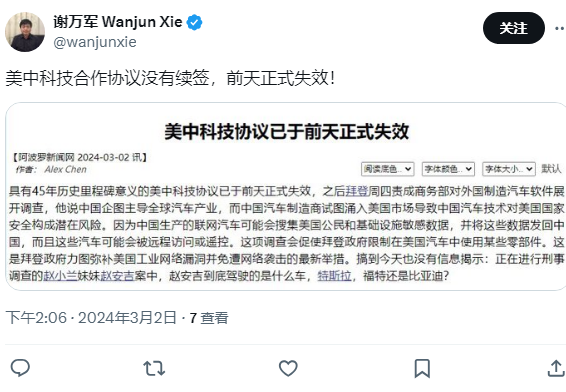 谢万军 Wanjun Xie
@wanjunxie
关注
美中科技合作协议没有续签，前天正式失效！
美中科技协议已于前天正式失效
【阿波罗新闻网 2024-03-02 讯】
作者： Alex Chen
阅读底色... 字体颜色... 字体大小... 默认
具有45年历史里程碑意义的美中科技协议已于前天正式失效，之后拜登周四责成商务部对外国制造汽车软件展
开调查，他说中国企图主导全球汽车产业，而中国汽车制造商试图涌入美国市场导致中国汽车技术对美国国家
安全构成潜在风险。因为中国生产的联网汽车可能会搜集美国公民和基础设施敏感数据，并将这些数据发回中
国，而且这些汽车可能会被远程访问或遥控。这项调查会促使拜登政府限制在美国汽车中使用某些零部件。这
是拜登政府力图弥补美国工业网络漏洞并免遭网络袭击的最新举措。搞到今天也没有信息揭示：正在进行刑事
调查的赵小兰妹妹赵安吉案中，赵安吉到底驾驶的是什么车，特斯拉，福特还是比亚迪？
下午2:06 · 2024年3月2日 · 7 查看